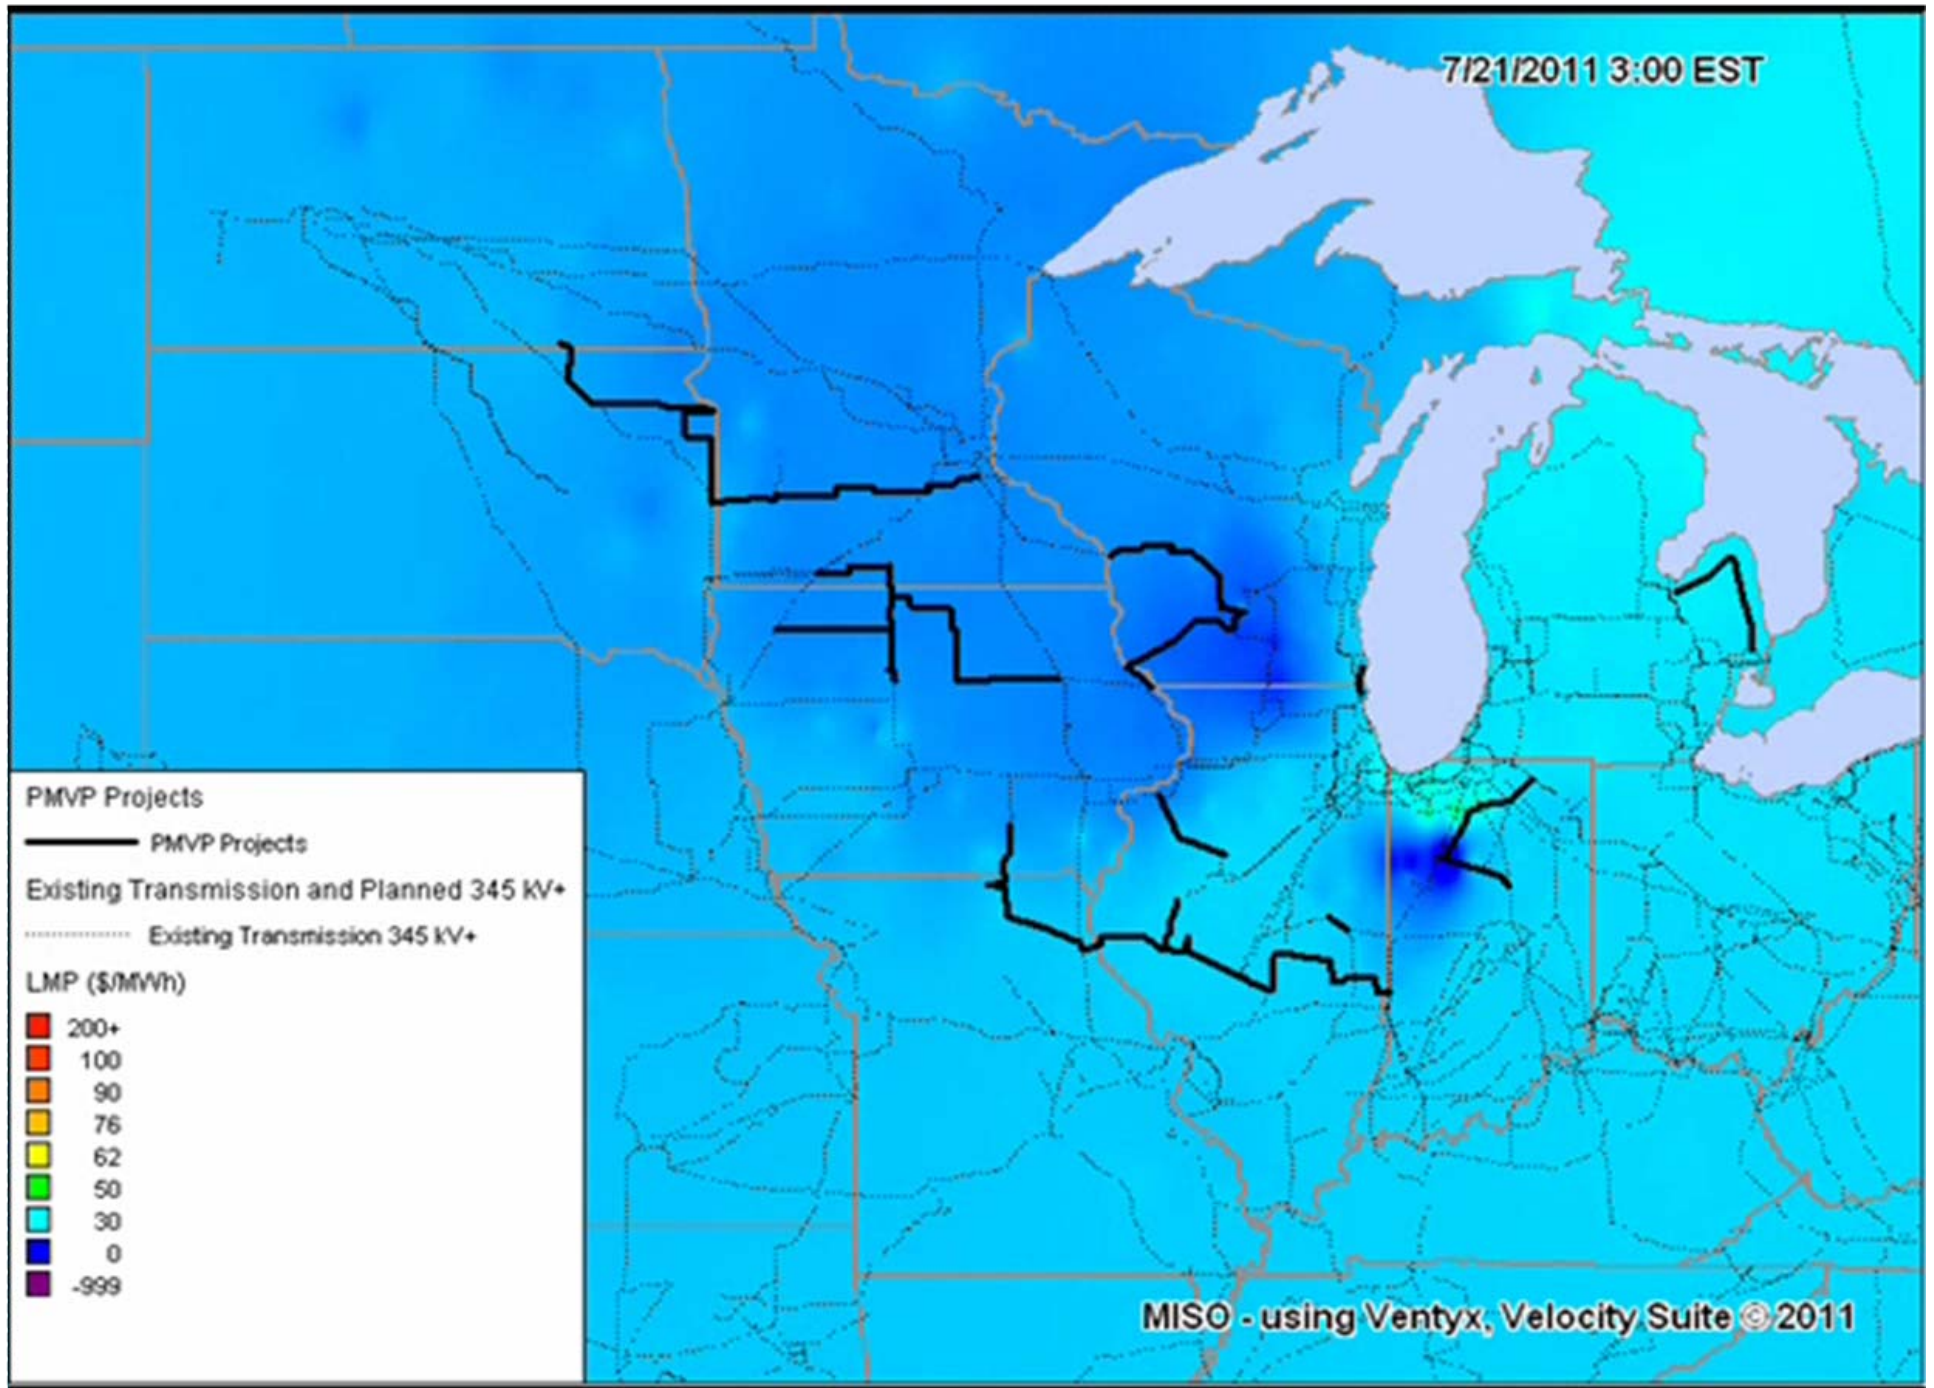 7/21/2011 3:00 EST
PMVP Projects
PMVP Projects
Existing Transmission and Planned 345 kV+
Existing Transmission 345 kV+
LMP ($/MWh)
200+
100
90
76
62
50
30
0
-999
MISO - using Ventyx, Velocity Suite © 2011